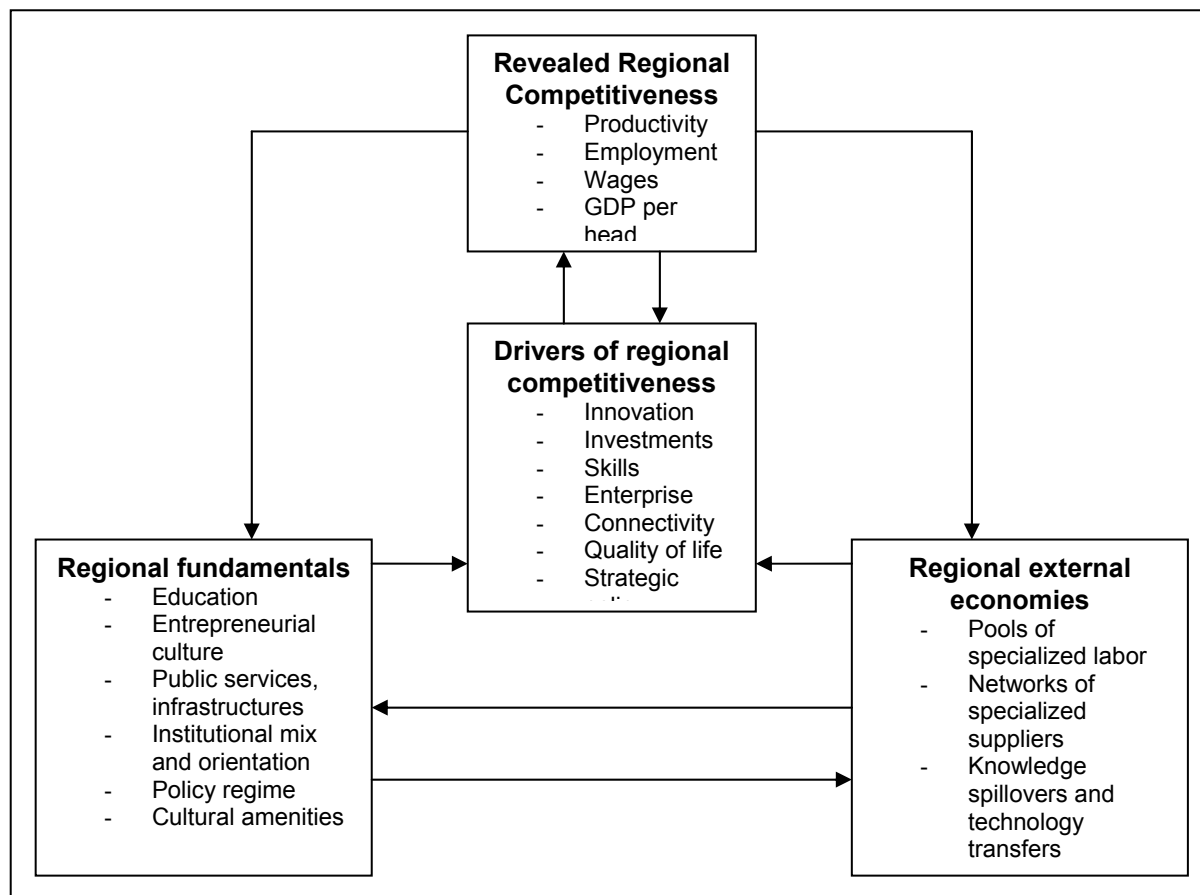 Revealed Regional
Competitiveness
- Productivity
- Employment
- Wages
- GDP per
head
Drivers of regional
competitiveness
- Innovation
- Investments
- Skills
- Enterprise
- Connectivity
- Quality of life
- Strategic
Regional fundamentals
- Education
- Entrepreneurial
culture
- Public services,
infrastructures
- Institutional mix
and orientation
- Policy regime
- Cultural amenities
Regional external
economies
- Pools of
specialized labor
- Networks of
specialized
suppliers
- Knowledge
spillovers and
technology
transfers